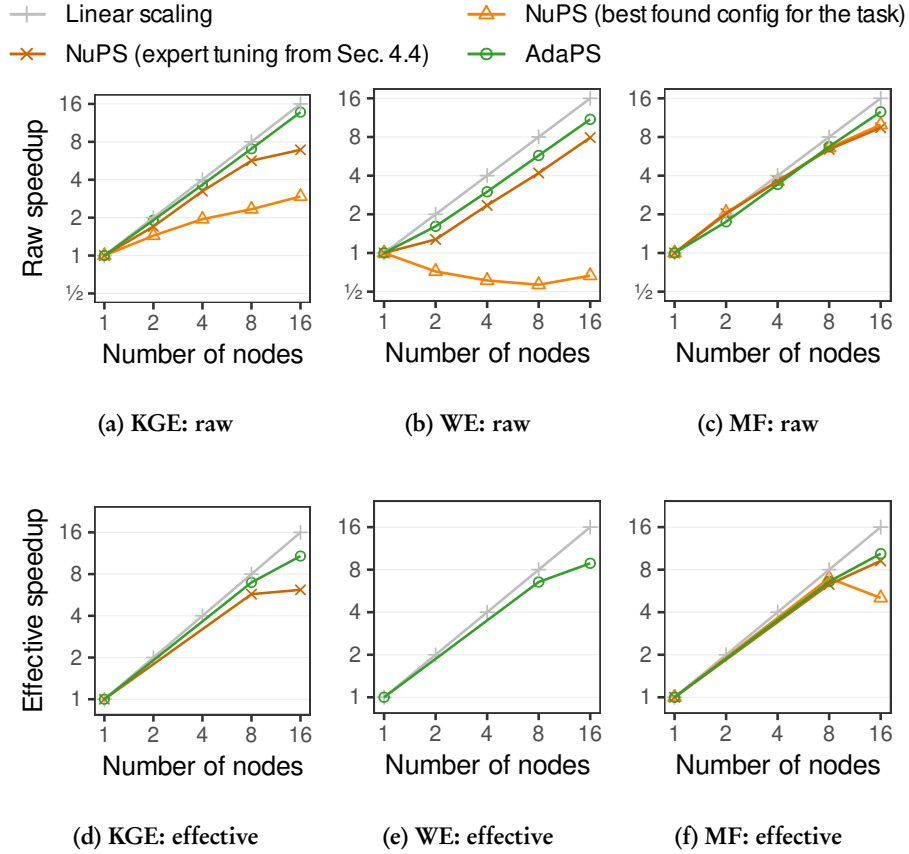 Linear scaling
NuPS (best found config for the task)
NuPS (expert tuning from Sec. 4.4)
AdaPS
Raw speedup
16
8
4
2
1
½
1 2 4 8 16
Number of nodes
(a) KGE: raw
16
8
4
2
1
½
1 2 4 8 16
Number of nodes
(b) WE: raw
16
8
4
2
1
½
1 2 4 8 16
Number of nodes
(c) MF: raw
Effective speedup
16
8
4
2
1
1 2 4 8 16
Number of nodes
(d) KGE: effective
16
8
4
2
1
1 2 4 8 16
Number of nodes
(e) WE: effective
16
8
4
2
1
1 2 4 8 16
Number of nodes
(f) MF: effective